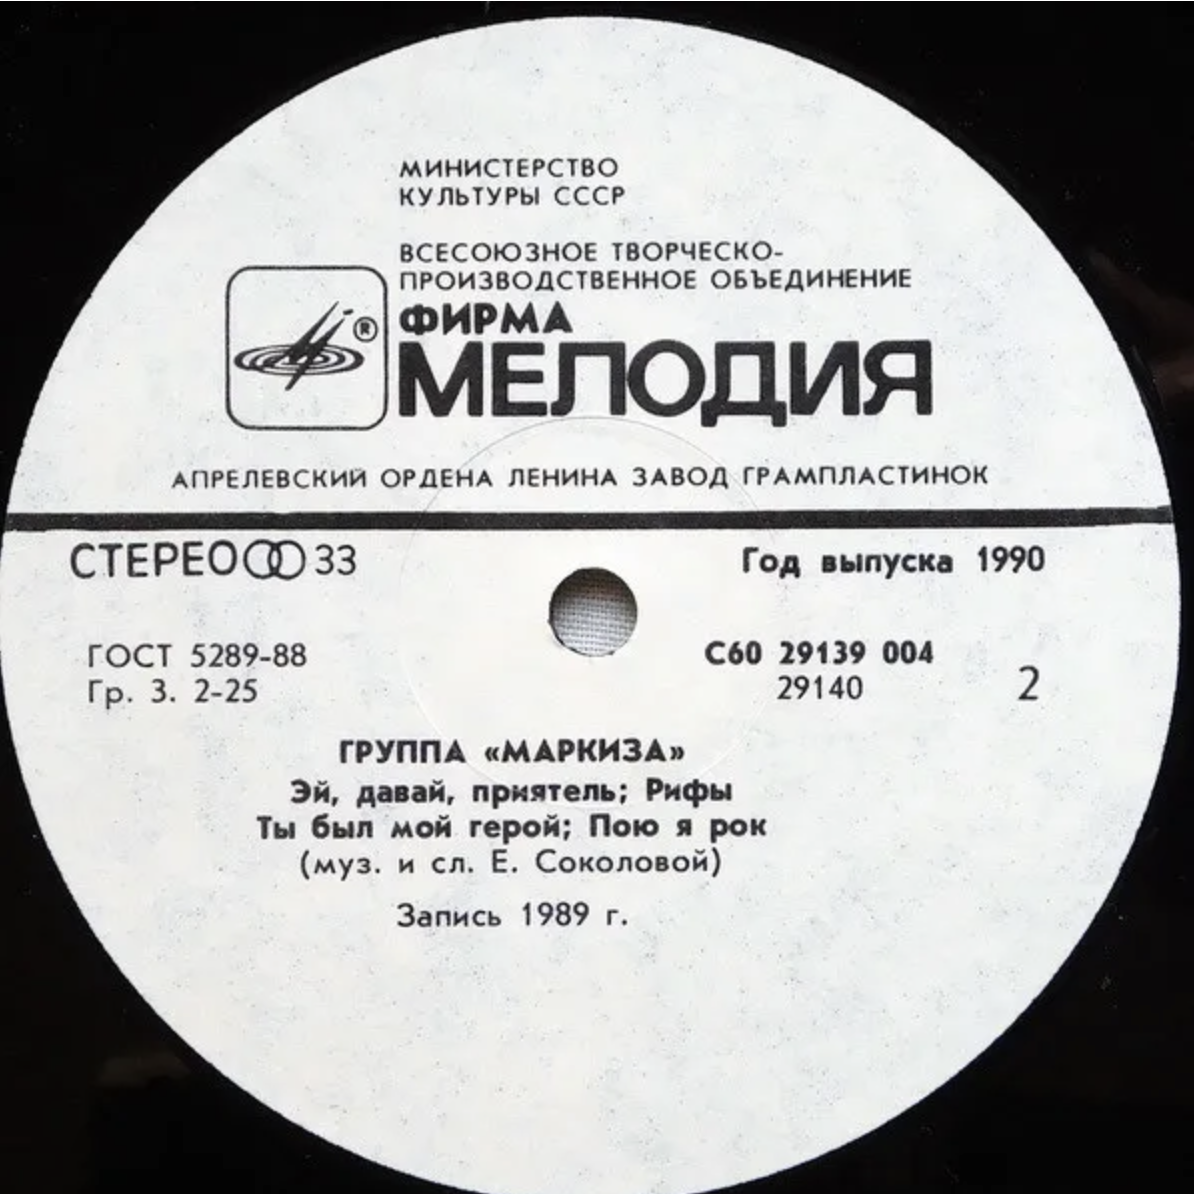 МИНИСТЕРСТВО
КУЛЬТУРЫ СССР
ВСЕСОЮЗНОЕ ТВОРЧЕСКО-
ПРОИЗВОДСТВЕННОЕ ОБЪЕДИНЕНИЕ
ФИРМА
® МЕЛОДИЯ
АПРЕЛЕВСКИЙ ОРДЕНА ЛЕНИНА ЗАВОД ГРАМПЛАСТИНОК
СТЕРЕО 33 Год выпуска 1990
ГОСТ 5289-88 С60 29139 004
Гр. 3. 2-25 29140 2
ГРУППА «МАРКИЗА»
Эй, давай, приятель; Рифы
Ты был мой герой; Пою я рок
(муз. и сл. Е. Соколовой)
Запись 1989 г.